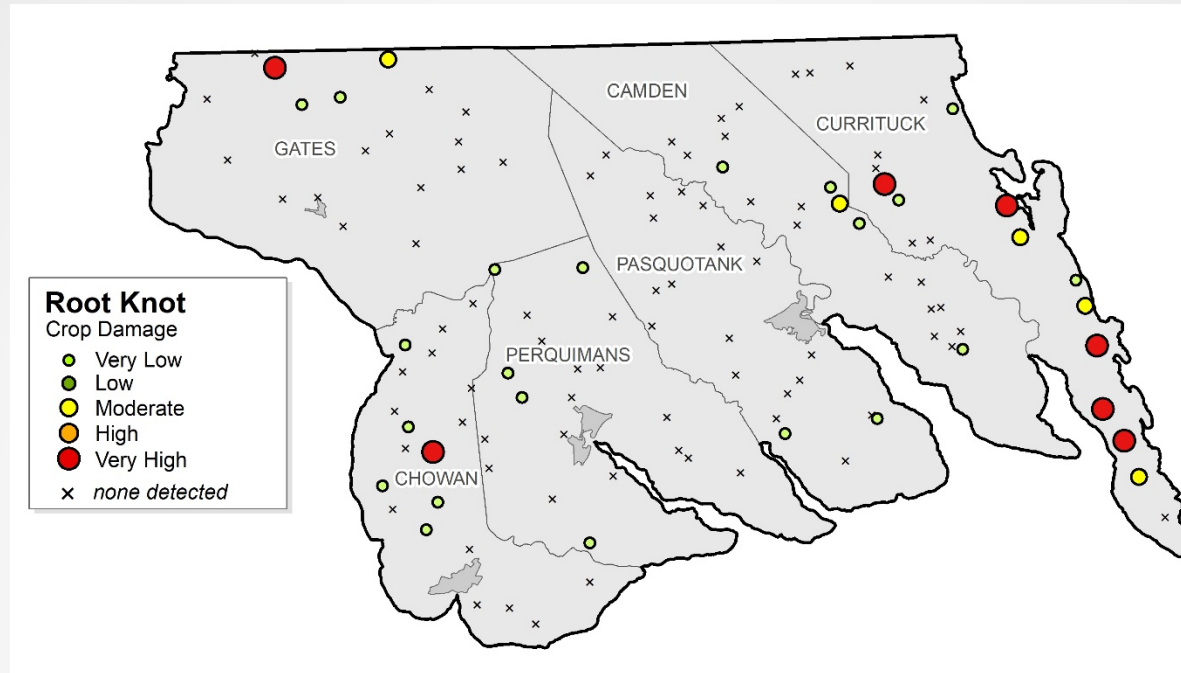 CAMDEN
CURRITUCK
GATES
PASQUOTANK
PERQUIMANS
CHOWAN
Root Knot
Crop Damage
Very Low
Low
Moderate
High
Very High
none detected